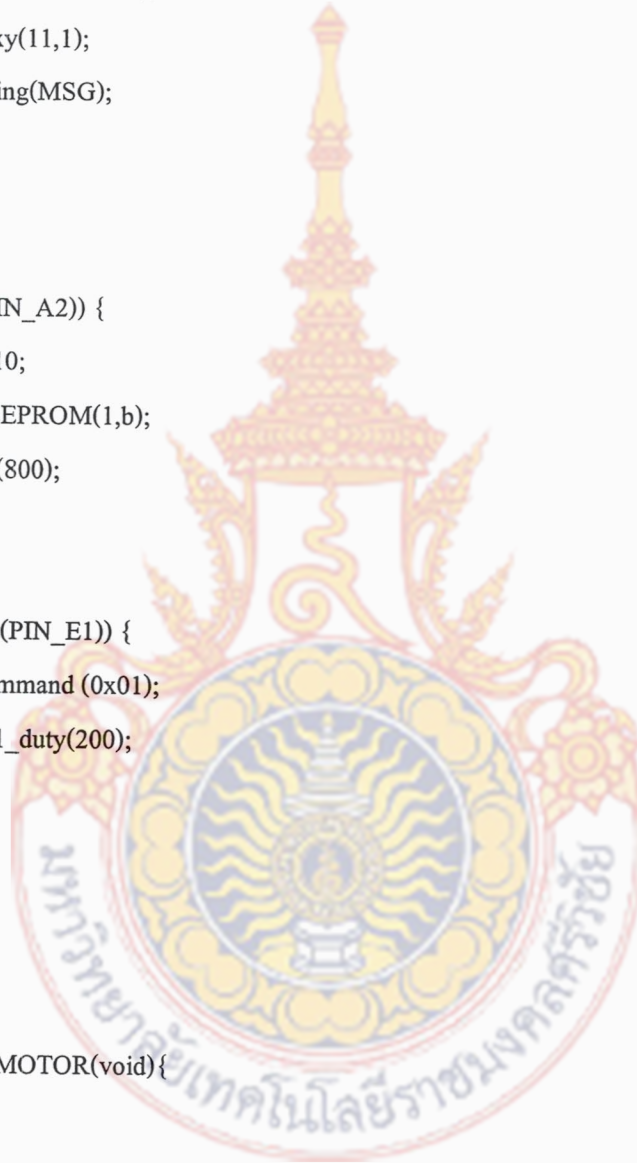 xy(11,1);
ing(MSG);
IN_A2)) {
10;
EPROM(1,b);
(800);
(PIN_E1)) {
mmand (0x01);
1_duty(200);
MOTOR(void){
มหาวิทยาลัยเทคโนโลยีราชมงคลศรีวิชัย